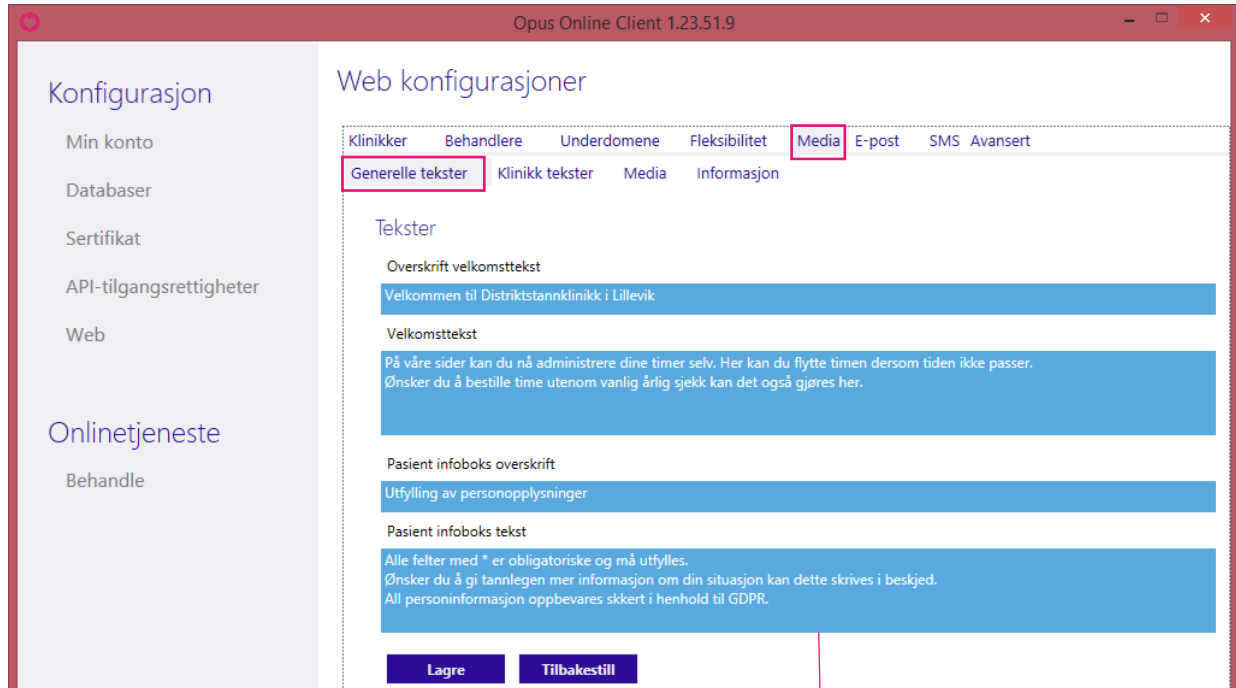 Opus Online Client 1.23.51.9
Konfigurasjon
Min konto
Databaser
Sertifikat
API-tilgangsrettigheter
Web
Onlinetjeneste
Behandle
Web konfigurasjoner
Klinikker Behandlere Underdomene Fleksibilitet Media E-post SMS Avansert
Generelle tekster Klinikk tekster Media Informasjon
Tekster
Overskrift velkomsttekst
Velkommen til Distriktstannklinikk i Lillevik
Velkomsttekst
På våre sider kan du nå administrere dine timer selv. Her kan du flytte timen dersom tiden ikke passer.
Ønsker du å bestille time utenom vanlig årlig sjekk kan det også gjøres her.
Pasient infoboks overskrift
Utfylling av personopplysninger
Pasient infoboks tekst
Alle felter med * er obligatoriske og må utfylles.
Ønsker du å gi tannlegen mer informasjon om din situasjon kan dette skrives i beskjed.
All personinformasjon oppbevares skkert i henhold til GDPR.
Lagre Tilbakestill